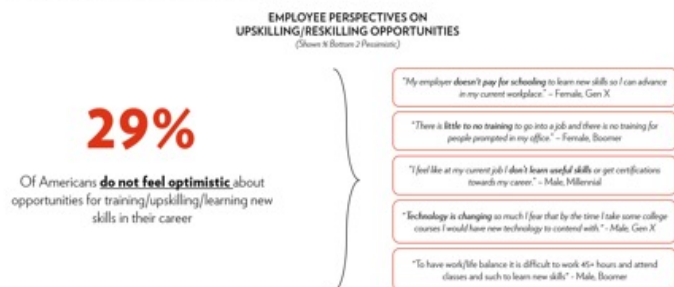 EMPLOYEE PERSPECTIVES ON
UPSKILLING/RESKILLING OPPORTUNITIES
(Shown % Bottom 2 Pessimistic)
29%
Of Americans do not feel optimistic about
opportunities for training/upskilling/learning new
skills in their career
"My employer doesn't pay for schooling to learn new skills so I can advance
in my current workplace." – Female, Gen X
"There is little to no training to go into a job and there is no training for
people prompted in my office." – Female, Boomer
"I feel like at my current job I don't learn useful skills or get certifications
towards my career." – Male, Millennial
"Technology is changing so much I fear that by the time I take some college
courses I would have new technology to contend with." - Male, Gen X
"To have work/life balance it is difficult to work 45+ hours and attend
classes and such to learn new skills" - Male, Boomer